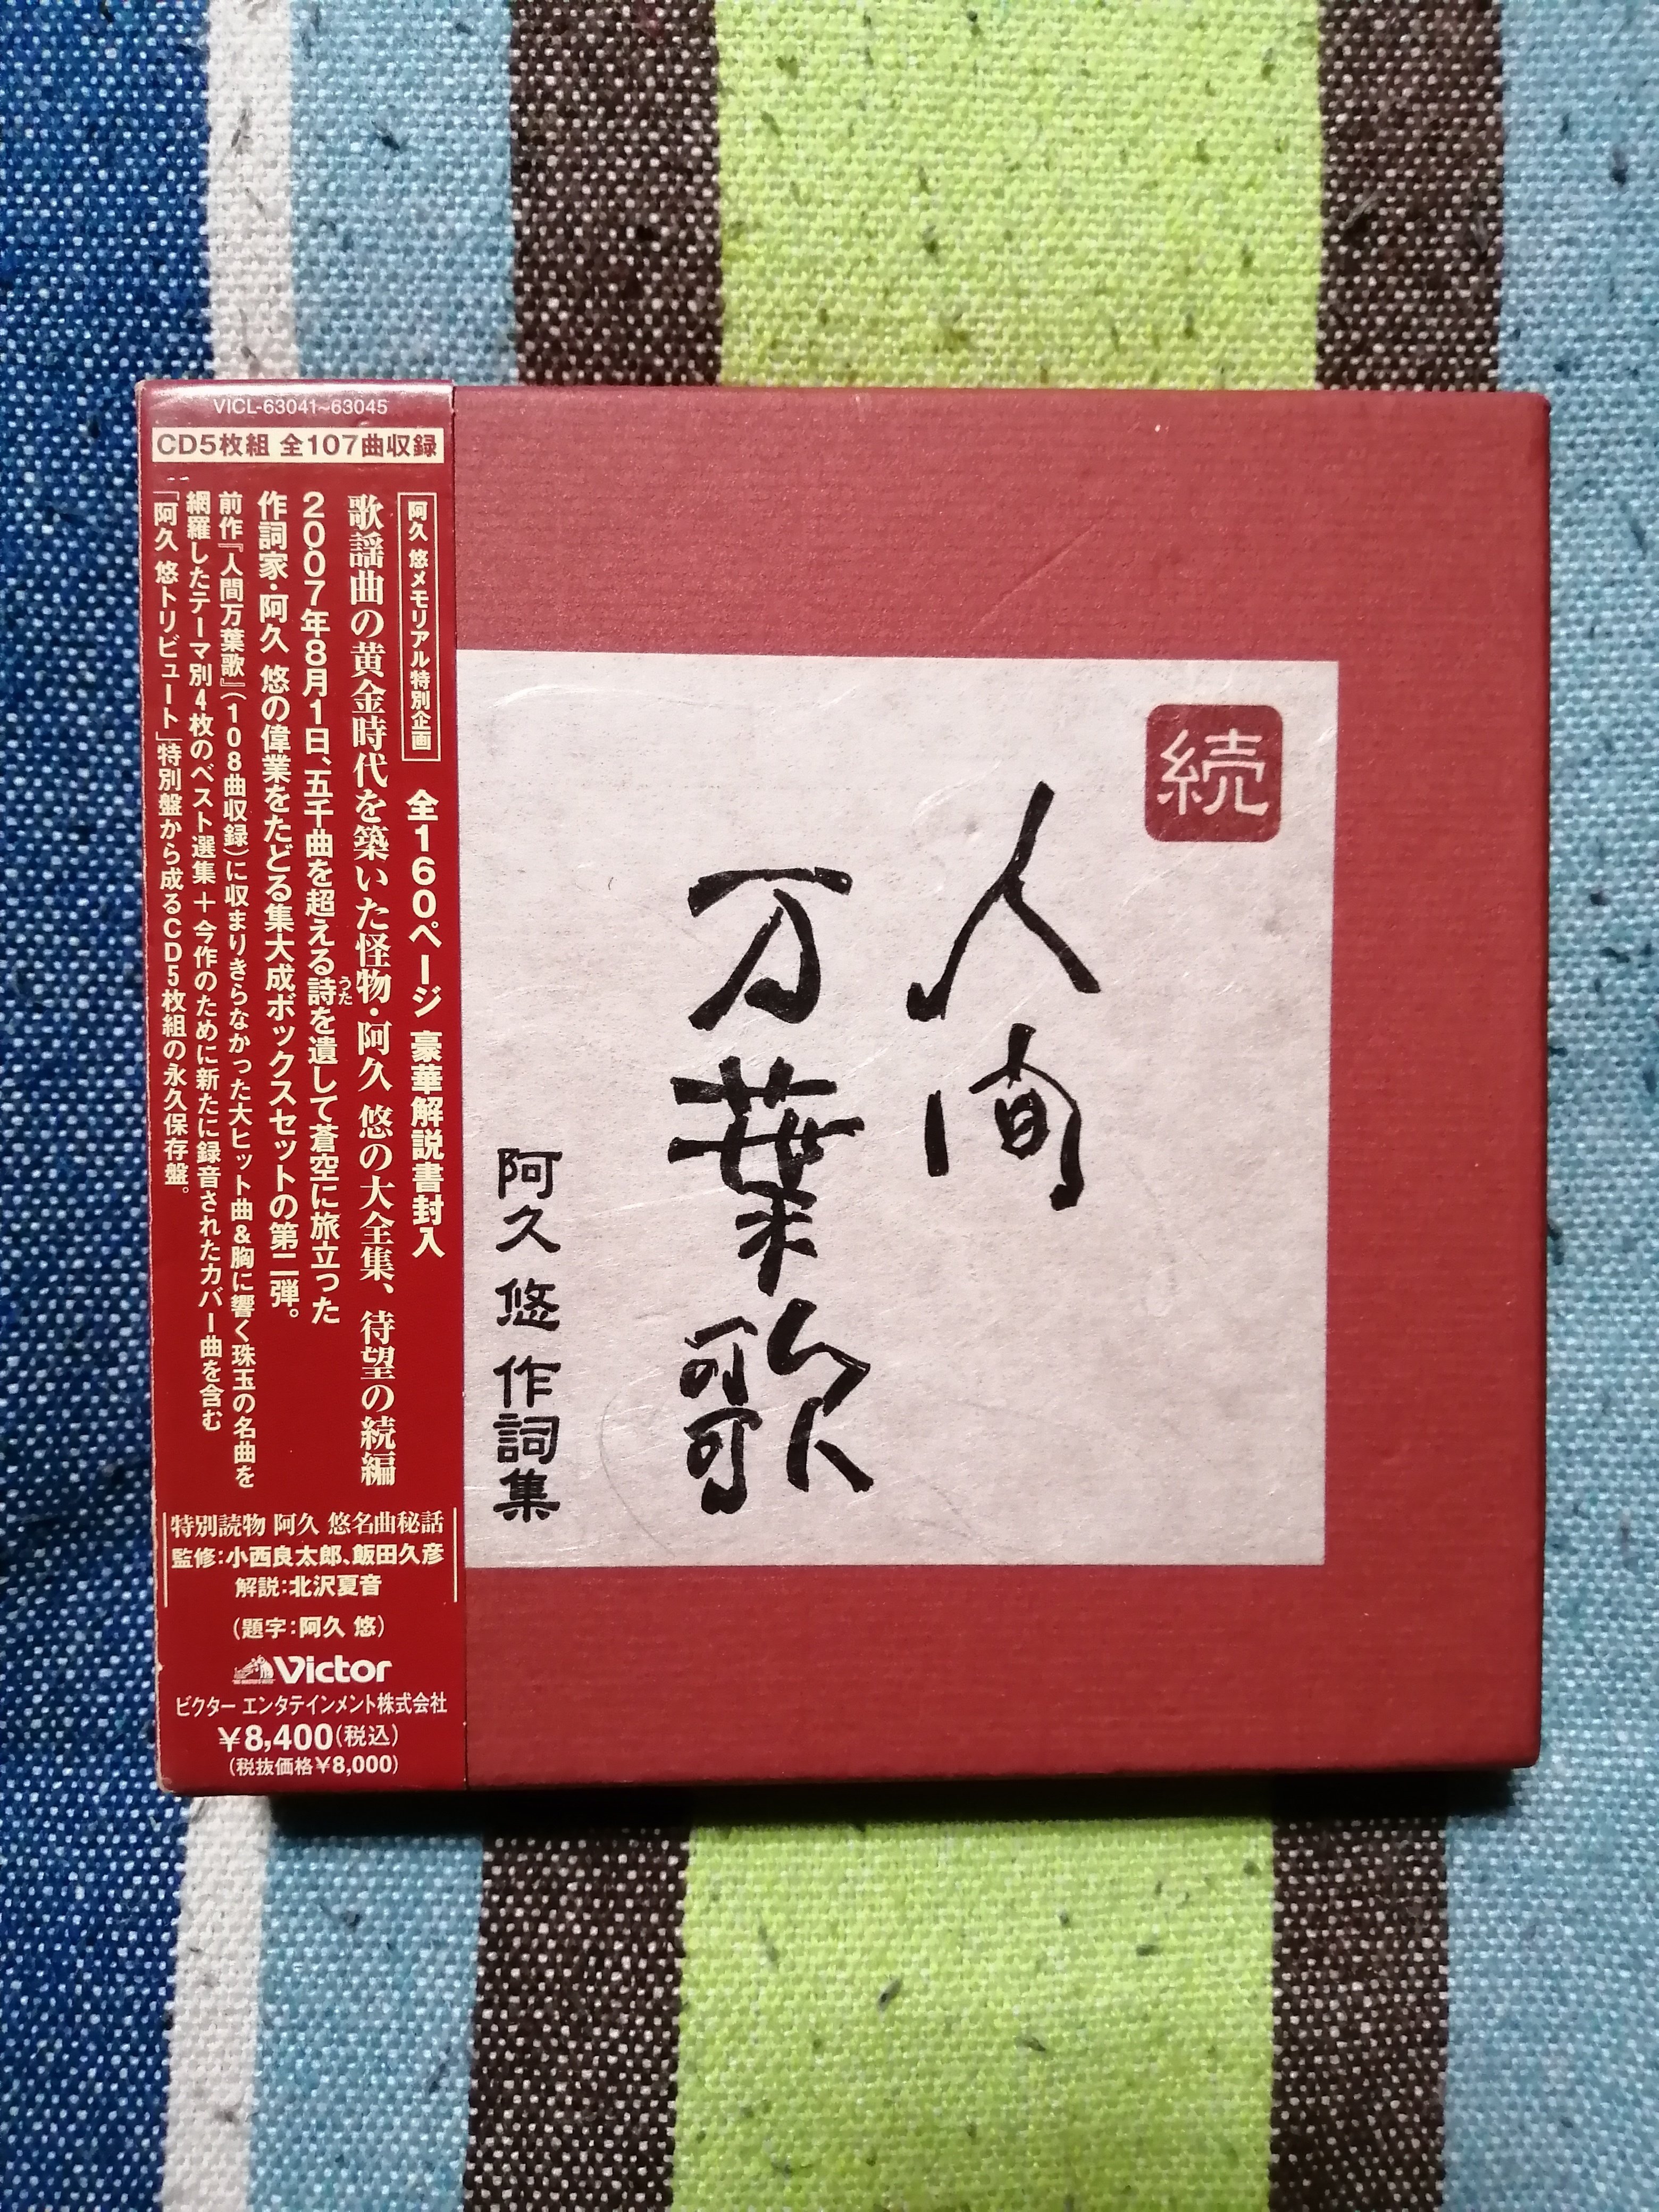 VICL-63041~63045
CD5枚組 全107曲収録
阿久 悠メモリアル特別企画
全160ページ 豪華解説書封入
歌謡曲の黄金時代を築いた怪物・阿久 悠の大全集、待望の続編
2007年8月1日、五千曲を超える詩を遺して蒼空に旅立った
うた
作詞家・阿久 悠の偉業をたどる集大成ボックスセットの第二弾。
前作『人間万葉歌』(108曲収録)に収まりきらなかった大ヒット曲&胸に響く珠玉の名曲を
網羅したテーマ別4枚のベスト選集+今作のために新たに録音されたカバー曲を含む
「阿久 悠トリビュート」特別盤から成るCD5枚組の永久保存盤。
特別読物 阿久 悠名曲秘話
監修:小西良太郎、飯田久彦
解説:北沢夏音
(題字:阿久 悠)
Victor
ビクター エンタテインメント株式会社
¥8,400(税込)
(税抜価格¥8,000)
続
人間
万葉歌
阿久 悠 作詞集